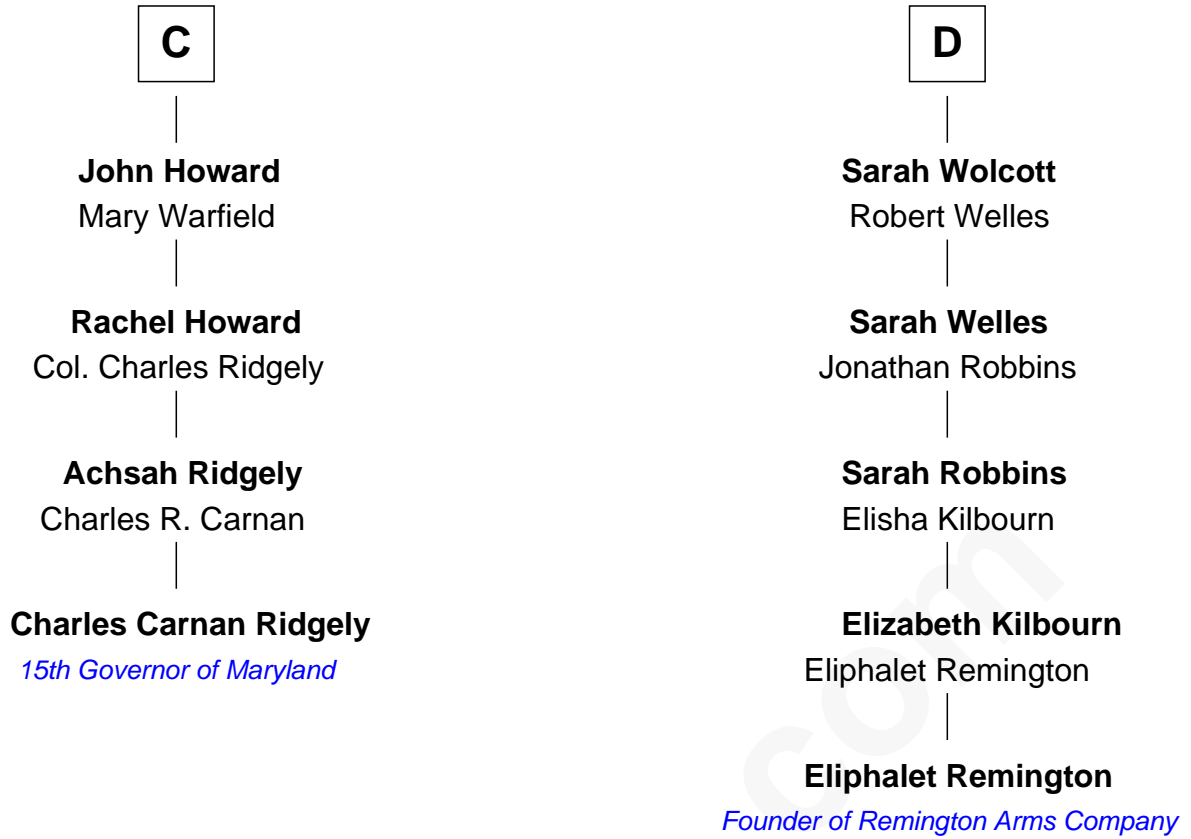 C
John Howard
Mary Warfield
Rachel Howard
Col. Charles Ridgely
Achsah Ridgely
Charles R. Carnan
Charles Carnan Ridgely
15th Governor of Maryland
D
Sarah Wolcott
Robert Welles
Sarah Welles
Jonathan Robbins
Sarah Robbins
Elisha Kilbourn
Elizabeth Kilbourn
Eliphalet Remington
Eliphalet Remington
Founder of Remington Arms Company
com